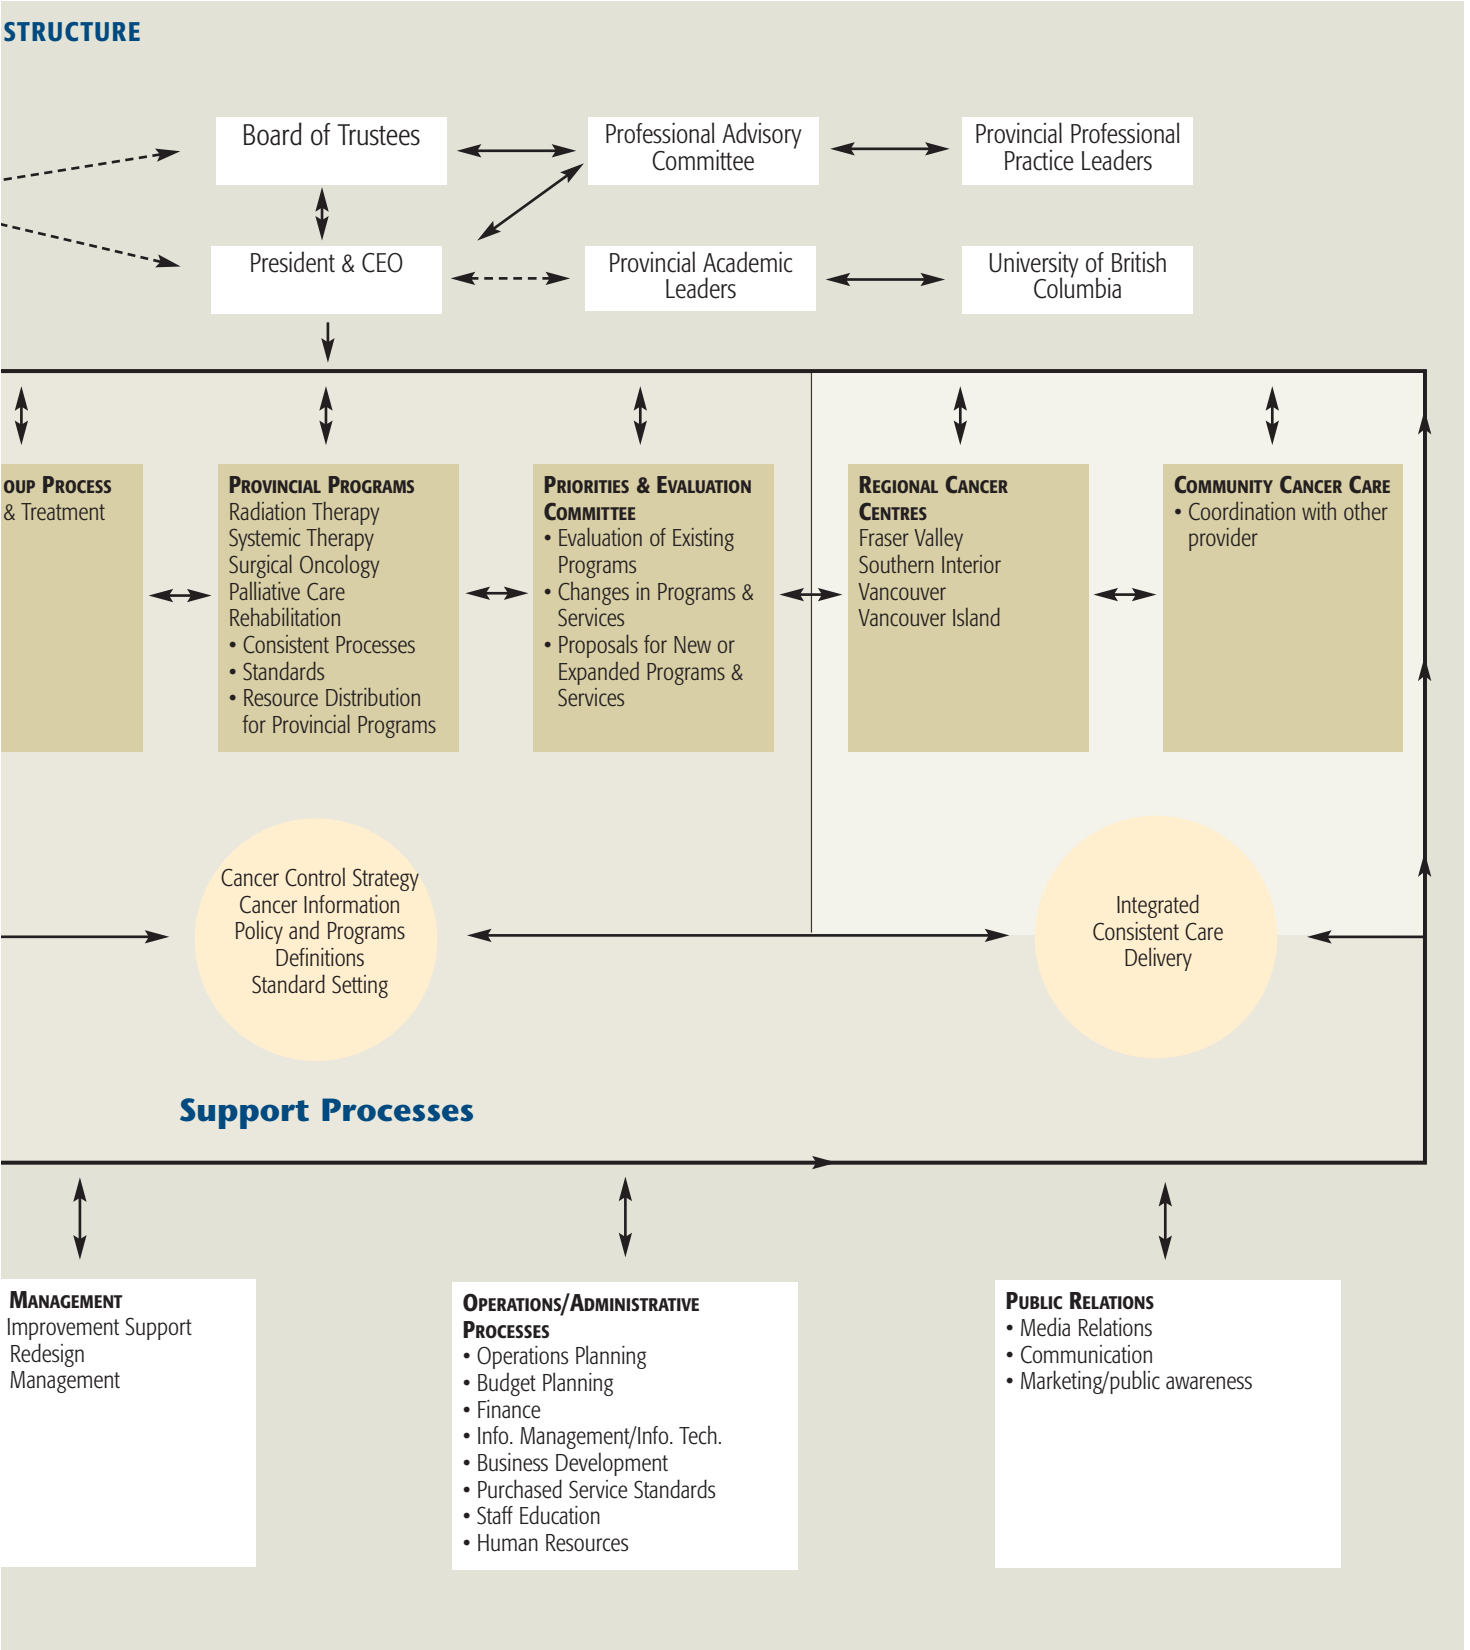 STRUCTURE
Board of Trustees
Professional Advisory
Committee
Provincial Professional
Practice Leaders
President & CEO
Provincial Academic
Leaders
University of British
Columbia
OUP PROCESS
& Treatment
PROVINCIAL PROGRAMS
Radiation Therapy
Systemic Therapy
Surgical Oncology
Palliative Care
Rehabilitation
• Consistent Processes
• Standards
• Resource Distribution
for Provincial Programs
PRIORITIES & EVALUATION
COMMITTEE
• Evaluation of Existing
Programs
• Changes in Programs &
Services
• Proposals for New or
Expanded Programs &
Services
REGIONAL CANCER
CENTRES
Fraser Valley
Southern Interior
Vancouver
Vancouver Island
COMMUNITY CANCER CARE
• Coordination with other
provider
Cancer Control Strategy
Cancer Information
Policy and Programs
Definitions
Standard Setting
Integrated
Consistent Care
Delivery
Support Processes
MANAGEMENT
Improvement Support
Redesign
Management
OPERATIONS/ADMINISTRATIVE
PROCESSES
• Operations Planning
• Budget Planning
• Finance
• Info. Management/Info. Tech.
• Business Development
• Purchased Service Standards
• Staff Education
• Human Resources
PUBLIC RELATIONS
• Media Relations
• Communication
• Marketing/public awareness